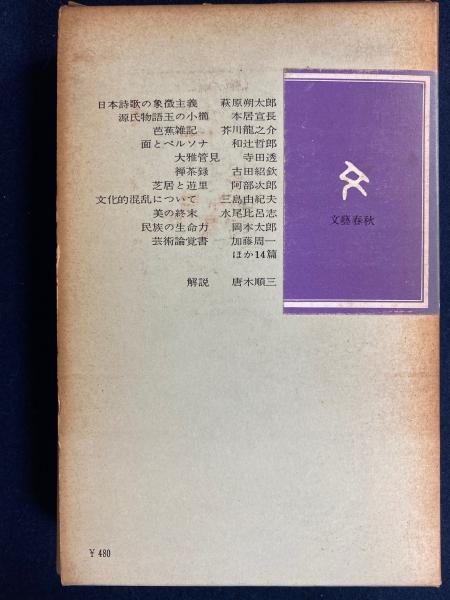 日本詩歌の象徴主義 萩原朔太郎
源氏物語玉の小櫛 本居宣長
芭蕉雑記 芥川龍之介
面とペルソナ 和辻哲郎
大雅管見 寺田透
禅茶録 古田紹欽
芝居と遊里 阿部次郎
文化的混乱について 三島由紀夫
美の終末 水尾比呂志
民族の生命力 岡本太郎
芸術論覚書 加藤周一
ほか14篇
解説 唐木順三
文藝春秋
¥ 480